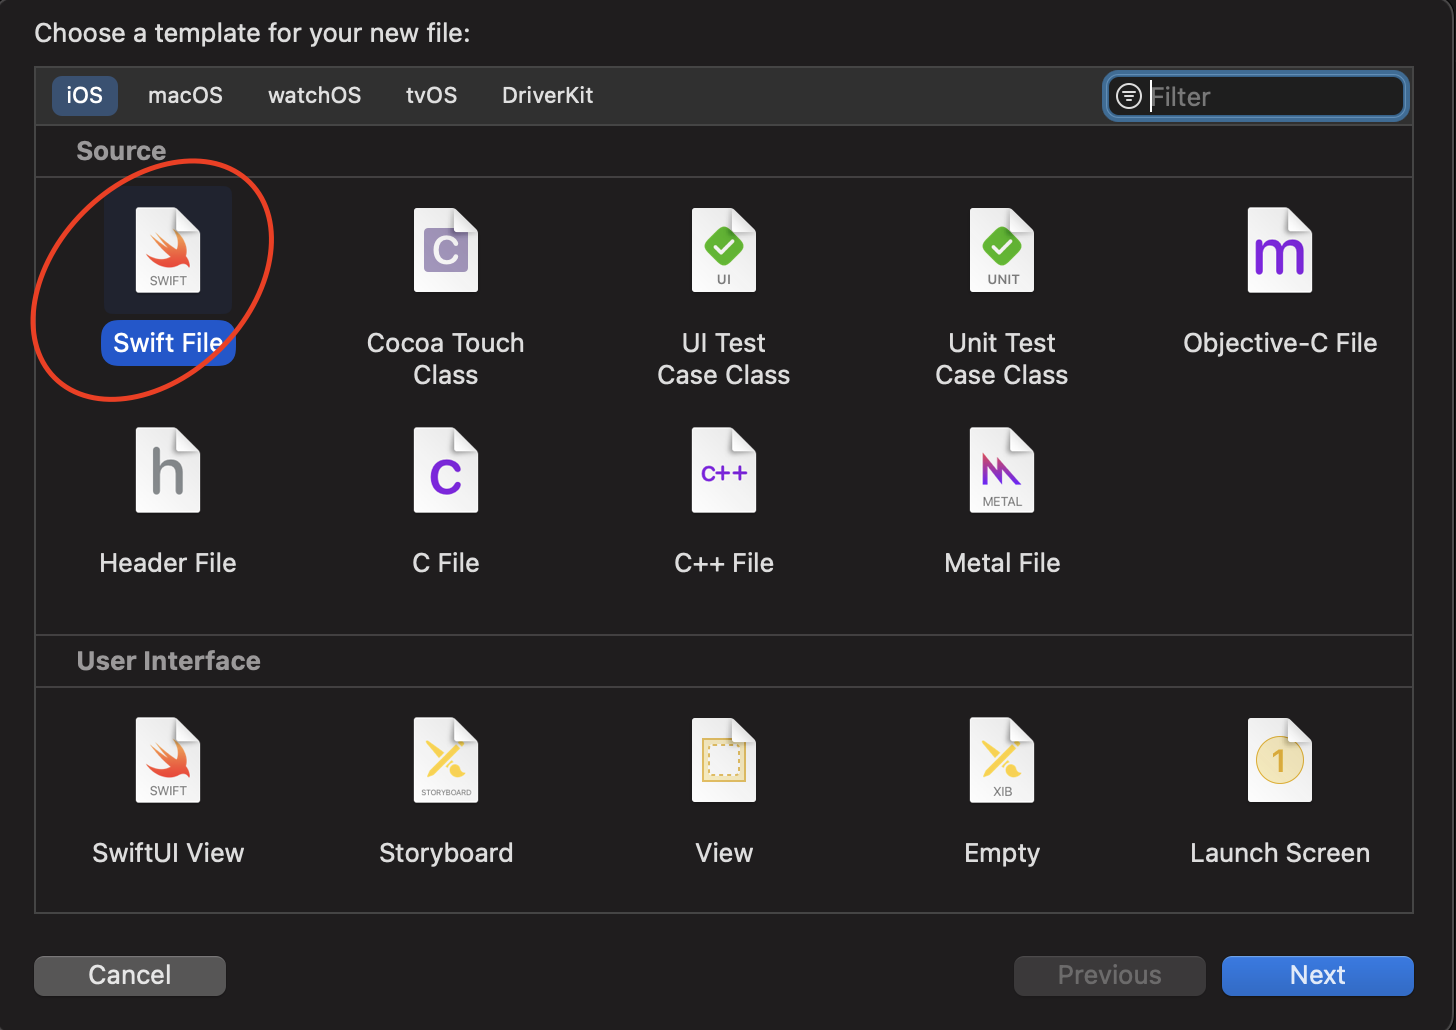 Choose a template for your new file:
iOS macOS watchOS tvOS DriverKit Filter
Source
SWIFT
Swift File
C
Cocoa Touch
Class
UI
UI Test
Case Class
UNIT
Unit Test
Case Class
m
Objective-C File
h
Header File
C
C File
C++
C++ File
METAL
Metal File
User Interface
SWIFT
SwiftUI View
STORYBOARD
Storyboard
View
XIB
Empty
1
Launch Screen
Cancel Previous Next